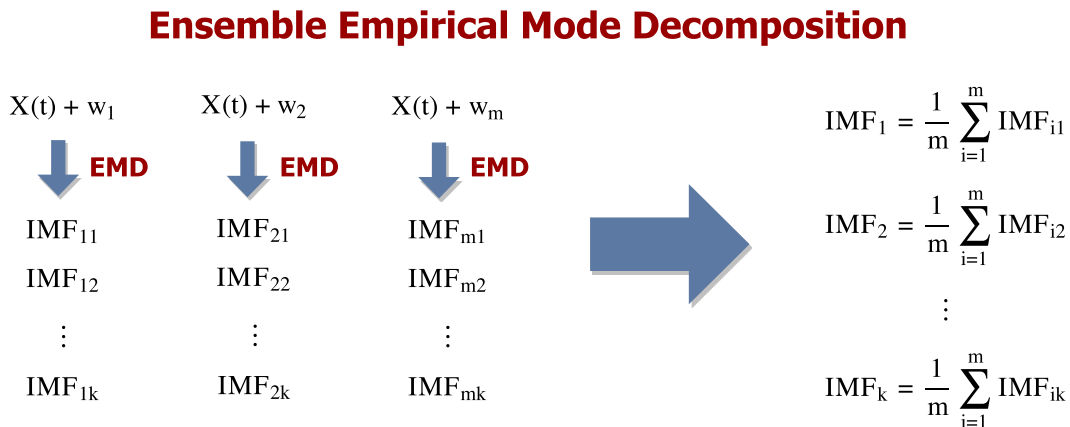 Ensemble Empirical Mode Decomposition
X(t) + w₁ X(t) + w₂ X(t) + wₘ
EMD EMD EMD
IMF₁₁ IMF₂₁ IMFₘ₁
IMF₁₂ IMF₂₂ IMFₘ₂
⋮ ⋮ ⋮
IMF₁ₖ IMF₂ₖ IMFₘₖ
IMF₁ = 1/m ∑_{i=1}^{m} IMFᵢ₁
IMF₂ = 1/m ∑_{i=1}^{m} IMFᵢ₂
⋮
IMFₖ = 1/m ∑_{i=1}^{m} IMFᵢₖ